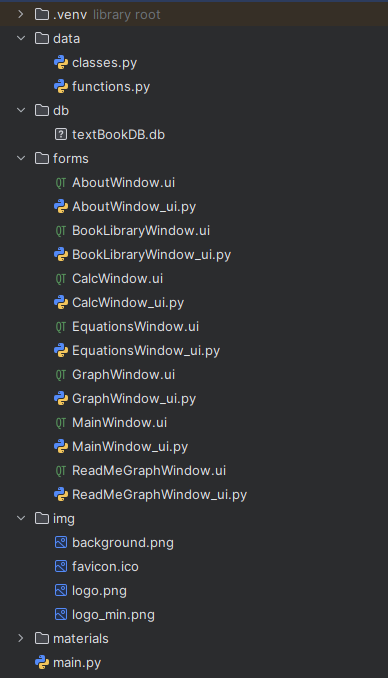 .venv library root
data
classes.py
functions.py
db
textBookDB.db
forms
AboutWindow.ui
AboutWindow_ui.py
BookLibraryWindow.ui
BookLibraryWindow_ui.py
CalcWindow.ui
CalcWindow_ui.py
EquationsWindow.ui
EquationsWindow_ui.py
GraphWindow.ui
GraphWindow_ui.py
MainWindow.ui
MainWindow_ui.py
ReadMeGraphWindow.ui
ReadMeGraphWindow_ui.py
img
background.png
favicon.ico
logo.png
logo_min.png
materials
main.py